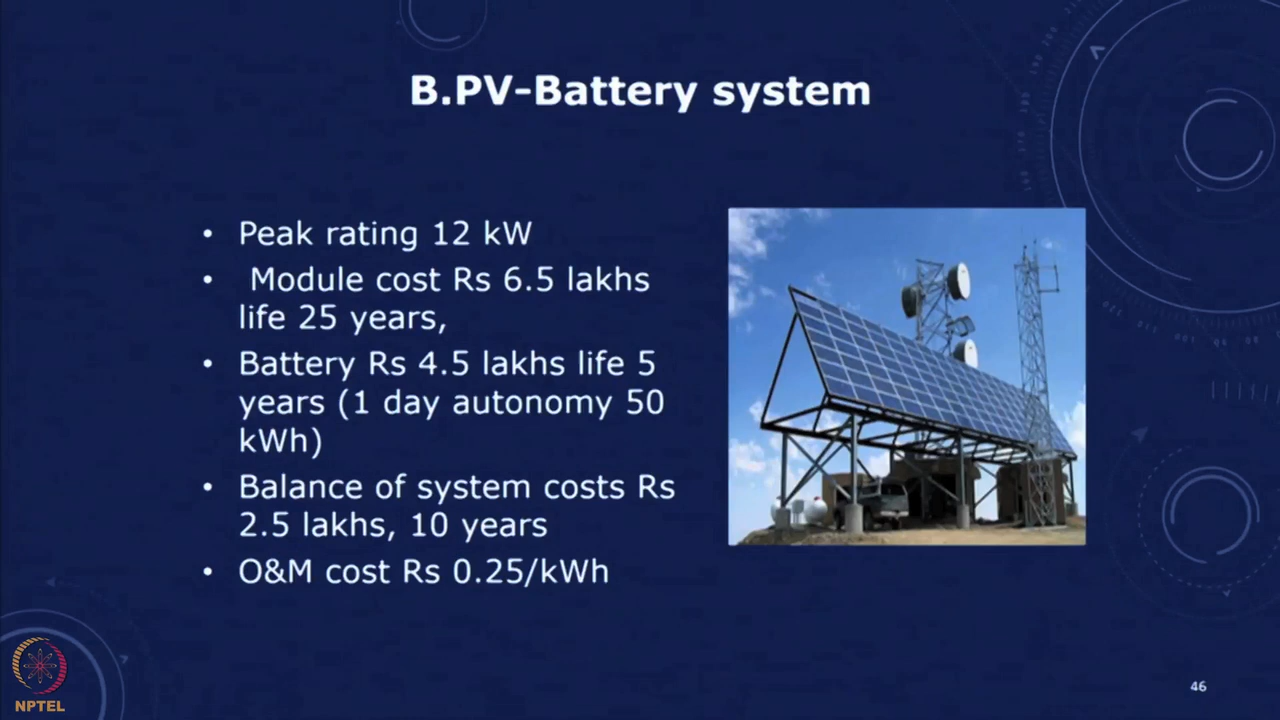 B.PV-Battery system
• Peak rating 12 kW
• Module cost Rs 6.5 lakhs
life 25 years,
• Battery Rs 4.5 lakhs life 5
years (1 day autonomy 50
kWh)
• Balance of system costs Rs
2.5 lakhs, 10 years
• O&M cost Rs 0.25/kWh
NPTEL
46